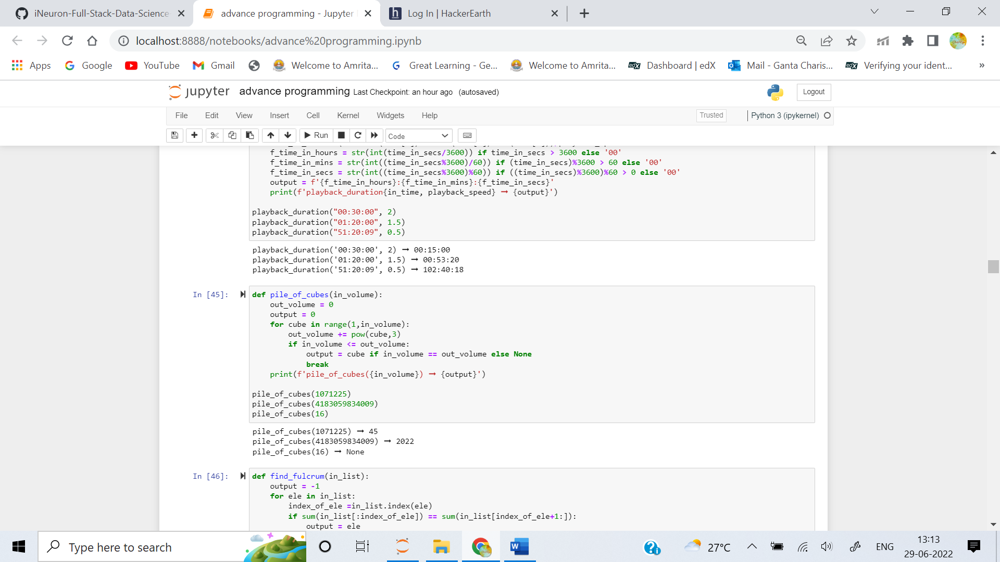 iNeuron-Full-Stack-Data-Science
advance programming - Jupyter
Log In | HackerEarth
localhost:8888/notebooks/advance%20programming.ipynb
Apps
Google
YouTube
Gmail
Welcome to Amrita...
Great Learning - Ge...
Welcome to Amrita...
Dashboard | edX
Mail - Ganta Charis...
Verifying your ident...
»
jupyter advance programming Last Checkpoint: an hour ago (autosaved)
Logout
File Edit View Insert Cell Kernel Widgets Help
Trusted
Python 3 (ipykernel)
Run
Code
f_time_in_hours = str(int(time_in_secs/3600)) if time_in_secs > 3600 else '00'
f_time_in_mins = str(int((time_in_secs%3600)/60)) if (time_in_secs)%3600 > 60 else '00'
f_time_in_secs = str(int((time_in_secs%3600)%60)) if ((time_in_secs)%3600)%60 > 0 else '00'
output = f'{f_time_in_hours}:{f_time_in_mins}:{f_time_in_secs}'
print(f'playback_duration{in_time, playback_speed} ➞ {output}')
playback_duration("00:30:00", 2)
playback_duration("01:20:00", 1.5)
playback_duration("51:20:09", 0.5)
playback_duration('00:30:00', 2) ➞ 00:15:00
playback_duration('01:20:00', 1.5) ➞ 00:53:20
playback_duration('51:20:09', 0.5) ➞ 102:40:18
In [45]:
def pile_of_cubes(in_volume):
out_volume = 0
output = 0
for cube in range(1,in_volume):
out_volume += pow(cube,3)
if in_volume <= out_volume:
output = cube if in_volume == out_volume else None
break
print(f'pile_of_cubes({in_volume}) ➞ {output}')
pile_of_cubes(1071225)
pile_of_cubes(4183059834009)
pile_of_cubes(16)
pile_of_cubes(1071225) ➞ 45
pile_of_cubes(4183059834009) ➞ 2022
pile_of_cubes(16) ➞ None
In [46]:
def find_fulcrum(in_list):
output = -1
for ele in in_list:
index_of_ele =in_list.index(ele)
if sum(in_list[:index_of_ele]) == sum(in_list[index_of_ele+1:]):
output = ele
Type here to search
27°C
ENG
13:13
29-06-2022